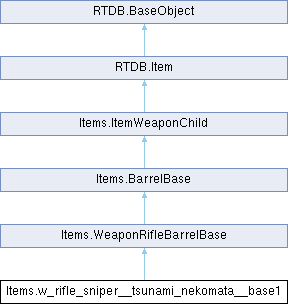 RTDB.BaseObject
RTDB.Item
Items.ItemWeaponChild
Items.BarrelBase
Items.WeaponRifleBarrelBase
Items.w_rifle_sniper__tsunami_nekomata__base1